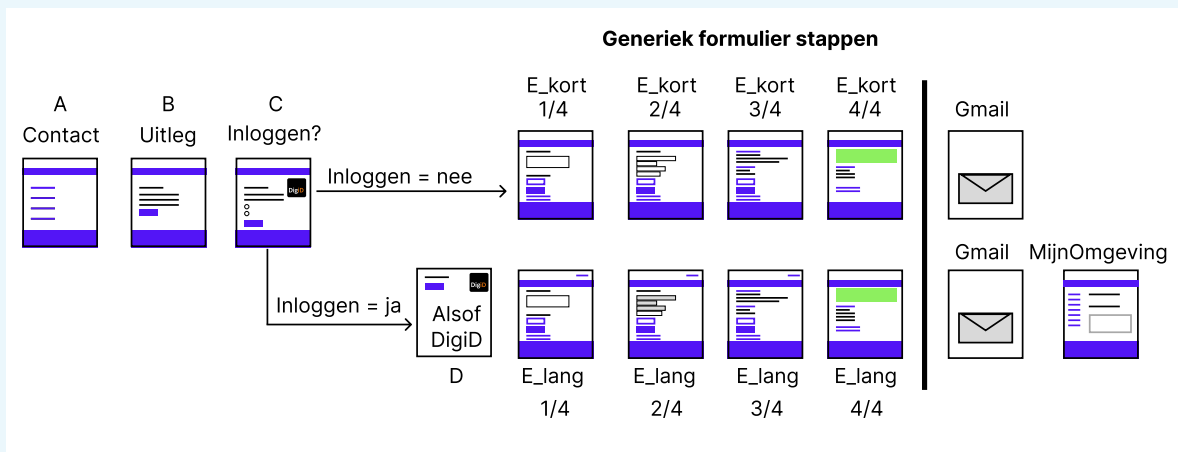 Generiek formulier stappen
A
Contact
B
Uitleg
C
Inloggen?
DigiD
Inloggen = nee
E_kort
1/4
E_kort
2/4
E_kort
3/4
E_kort
4/4
Gmail
Inloggen = ja
DigiD
Alsof
DigiD
D
E_lang
1/4
E_lang
2/4
E_lang
3/4
E_lang
4/4
Gmail
MijnOmgeving